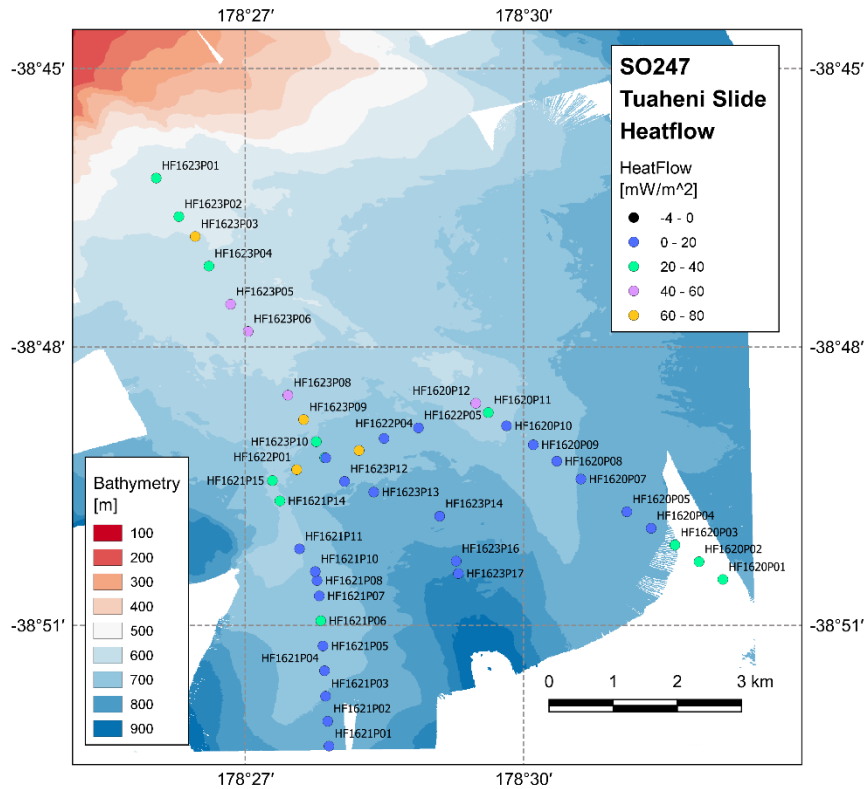 178°27′ 178°30′
-38°45′ -38°45′
SO247
Tuaheni Slide
Heatflow
HeatFlow
[mW/m^2]
-4 - 0
0 - 20
20 - 40
40 - 60
60 - 80
HF1623P01
HF1623P02
HF1623P03
HF1623P04
HF1623P05
HF1623P06
-38°48′ -38°48′
HF1623P08
HF1620P12
HF1620P11
HF1623P09
HF1622P05
HF1620P10
HF1622P04
HF1623P10
HF1620P09
HF1622P01
HF1620P08
HF1623P12
HF1620P07
HF1621P15
HF1623P13
HF1621P14
HF1623P14
HF1620P05
HF1620P04
HF1620P03
HF1621P11
HF1620P02
HF1621P10
HF1623P16
HF1620P01
HF1621P08
HF1623P17
HF1621P07
HF1621P06
-38°51′ -38°51′
HF1621P05
HF1621P04
HF1621P03
HF1621P02
HF1621P01
Bathymetry
[m]
100
200
300
400
500
600
700
800
900
0 1 2 3 km
178°27′ 178°30′